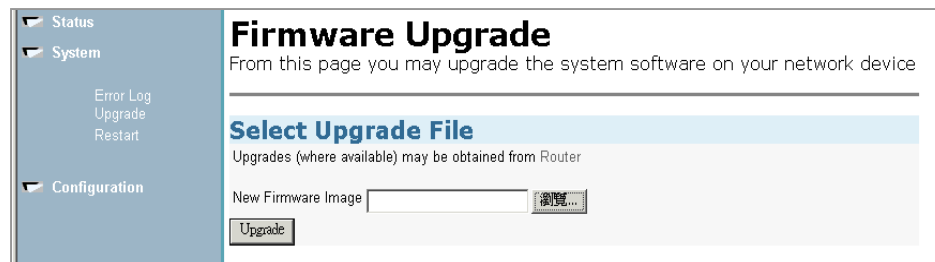 Status
System
Error Log
Upgrade
Restart
Configuration
Firmware Upgrade
From this page you may upgrade the system software on your network device
Select Upgrade File
Upgrades (where available) may be obtained from Router
New Firmware Image 瀏覽...
Upgrade